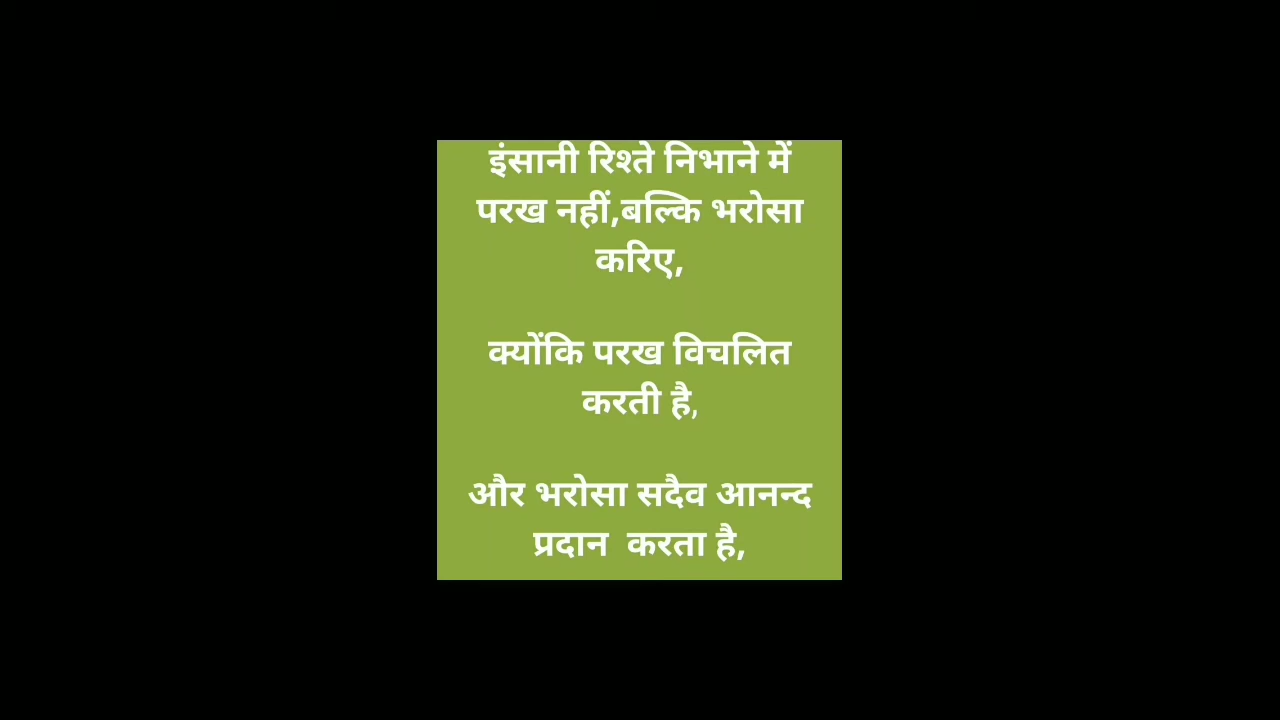 इंसानी रिश्ते निभाने में
परख नहीं,बल्कि भरोसा
करिए,
क्योंकि परख विचलित
करती है,
और भरोसा सदैव आनन्द
प्रदान  करता है,